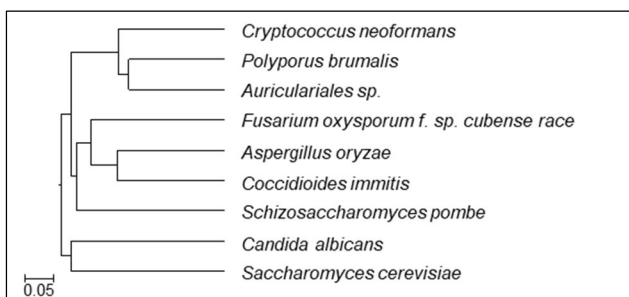 Cryptococcus neoformans
Polyporus brumalis
Auriculariales sp.
Fusarium oxysporum f. sp. cubense race
Aspergillus oryzae
Coccidioides immitis
Schizosaccharomyces pombe
Candida albicans
Saccharomyces cerevisiae
0.05